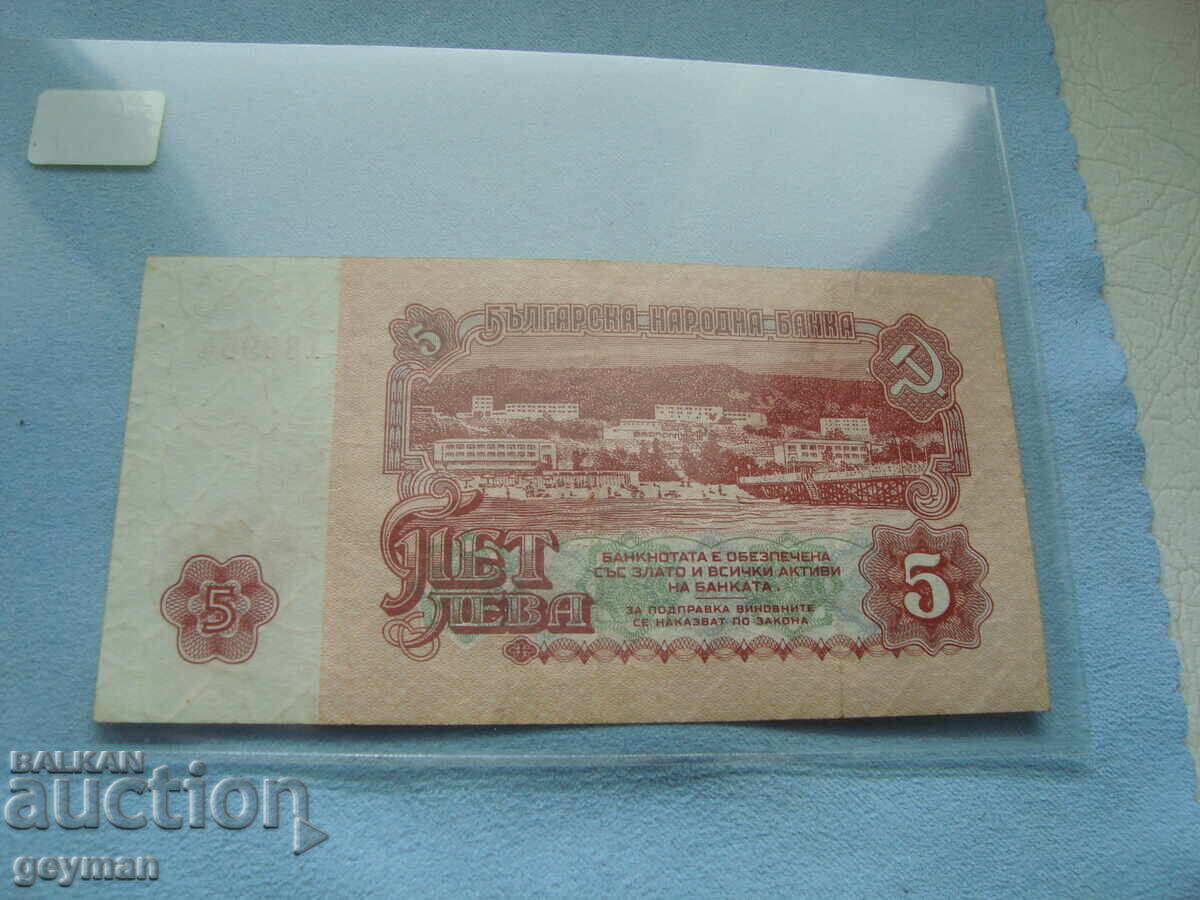 БЪЛГАРСКА НАРОДНА БАНКА
5
ПЕТ
ЛЕВА
БАНКНОТАТА Е ОБЕЗПЕЧЕНА
СЪС ЗЛАТО И ВСИЧКИ АКТИВИ
НА БАНКАТА.
ЗА ПОДПРАВКА ВИНОВНИТЕ
СЕ НАКАЗВАТ ПО ЗАКОНА
5
5
BALKAN
auction
geyman